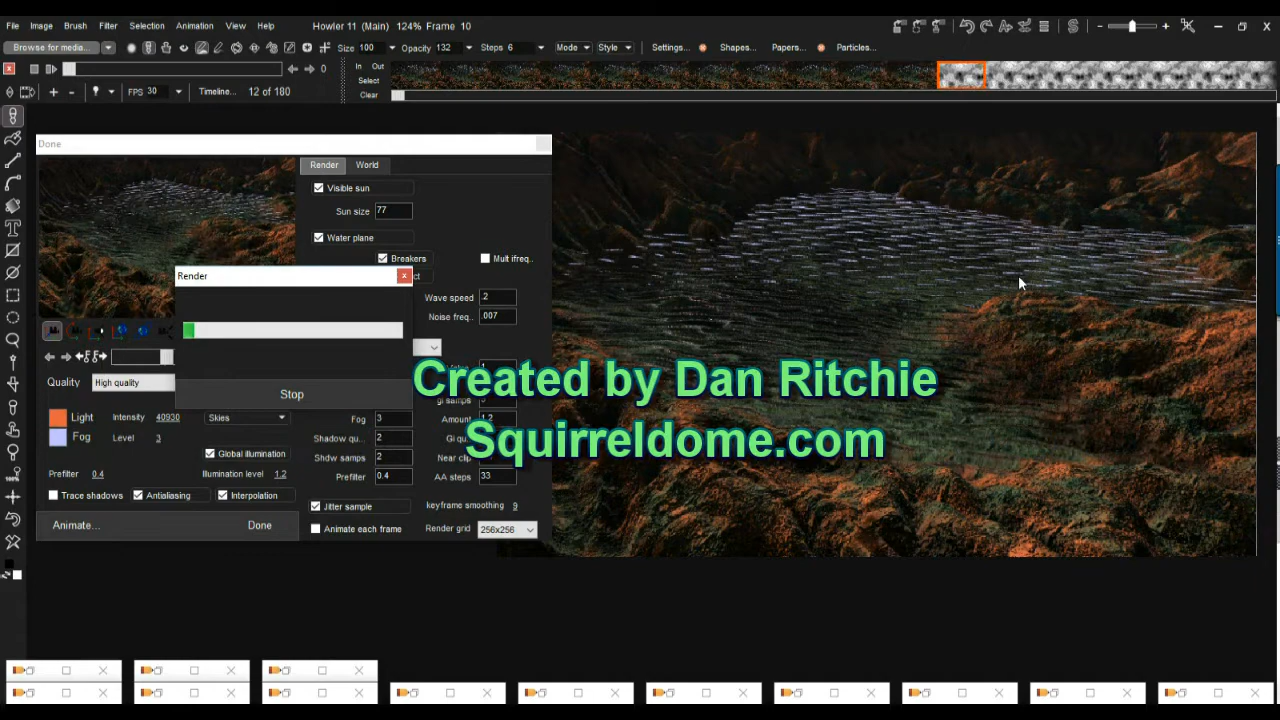 File Image Brush Filter Selection Animation View Help Howler 11 (Main) 124% Frame 10
Browse for media... Size 100 Opacity 132 Steps 6 Mode Style Settings... Shapes... Papers... Particles...
0 In Out
Select
FPS 30 Timeline... 12 of 180 Clear
Done
Render World
Visible sun
Sun size 77
Water plane
Breakers Mult ifreq..
Render
Wave speed 2
Noise freq.. 007
Stop
Quality High quality
Light Intensity 40930 Skies
Fog Level 3
Fog 3 Amount 1.2
Shadow qu... 2
Global illumination Shdw samps 2 Near clip
Prefilter 0.4 Illumination level 1.2 Prefilter 0.4 AA steps 33
Trace shadows Antialiasing Interpolation Jitter sample keyframe smoothing 9
Animate... Done Animate each frame Render grid 256x256
Created by Dan Ritchie
Squirreldome.com